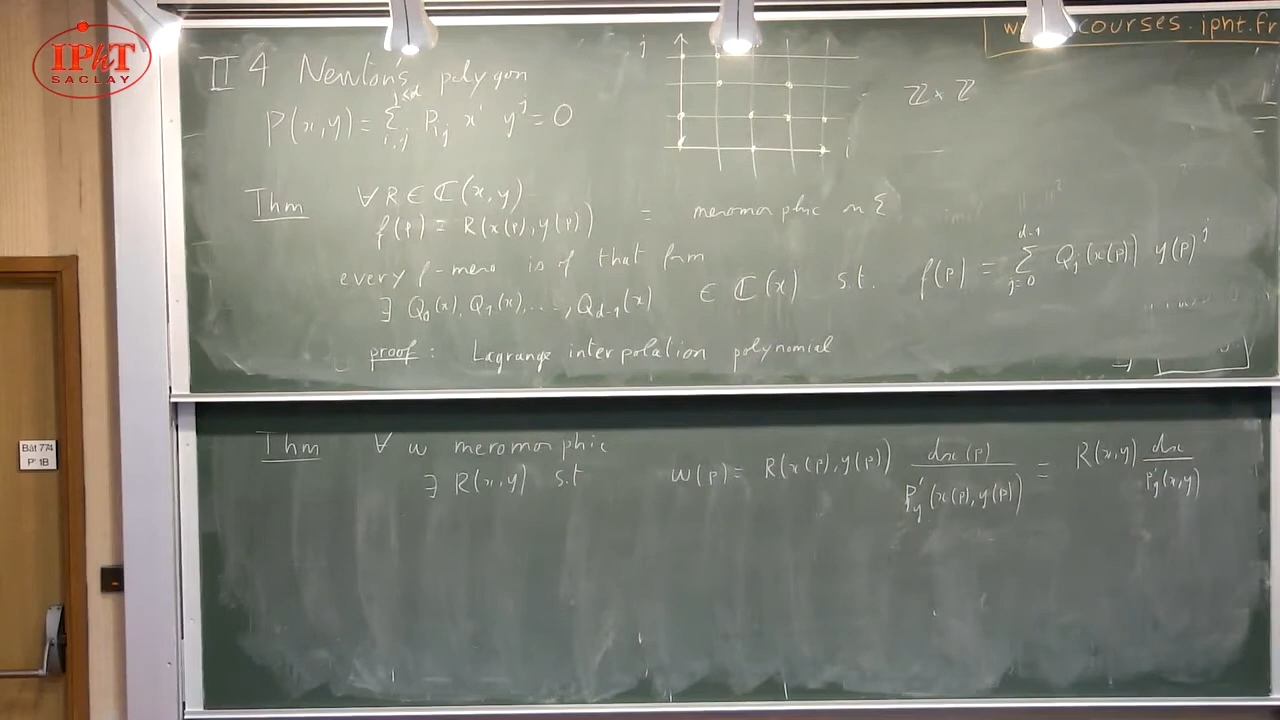 IPhT
SACLAY
courses.ipht.fr
II 4 Newton's polygon
P(x,y) = Σ_{i,j}^{j≤d} P_{ij} x^i y^j = 0
j
i
ℤ × ℤ
Thm ∀ R ∈ ℂ(x,y)
f(p) = R(x(p), y(p)) = meromorphic on Σ
every f-mero is of that form
∃ Q_0(x), Q_1(x), ..., Q_{d-1}(x) ∈ ℂ(x) s.t. f(p) = Σ_{j=0}^{d-1} Q_j(x(p)) y(p)^j
proof : Lagrange interpolation polynomial
Thm ∀ ω meromorphic
∃ R(x,y) s.t ω(p) = R(x(p), y(p)) dx(p) / P'_y(x(p), y(p)) = R(x,y) dx / P'_y(x,y)
Bât 774
P 1B